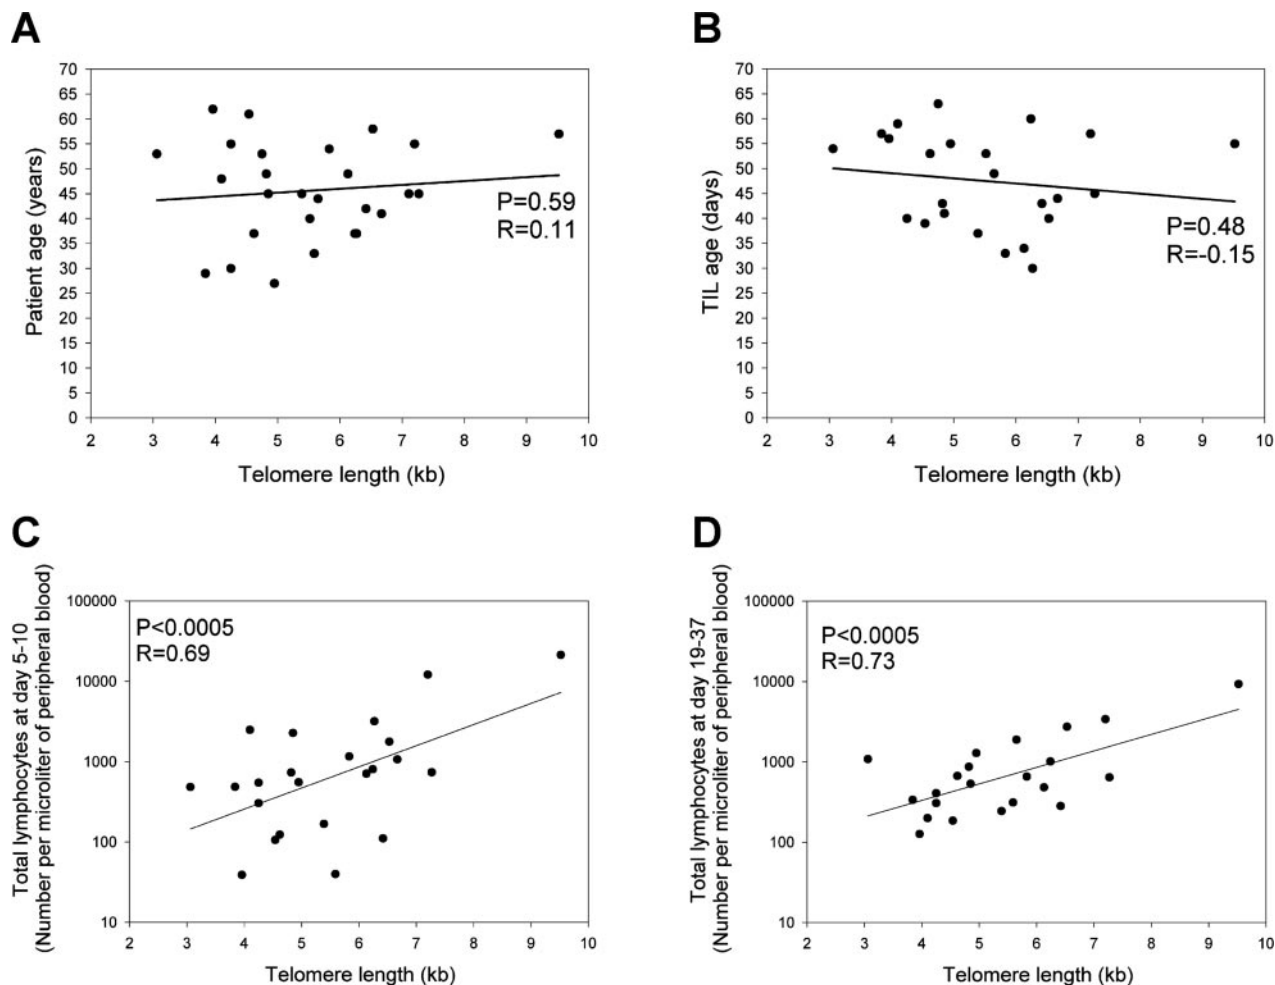 A
70
65
60
55
50
45
40
35
30
25
20
15
10
5
0
Patient age (years)
P=0.59
R=0.11
2 3 4 5 6 7 8 9 10
Telomere length (kb)
B
70
65
60
55
50
45
40
35
30
25
20
15
10
5
0
TIL age (days)
P=0.48
R=-0.15
2 3 4 5 6 7 8 9 10
Telomere length (kb)
C
Total lymphocytes at day 5-10
(Number per microliter of peripheral blood)
100000
10000
1000
100
10
P<0.0005
R=0.69
2 3 4 5 6 7 8 9 10
Telomere length (kb)
D
Total lymphocytes at day 19-37
(Number per microliter of peripheral blood)
100000
10000
1000
100
10
P<0.0005
R=0.73
2 3 4 5 6 7 8 9 10
Telomere length (kb)